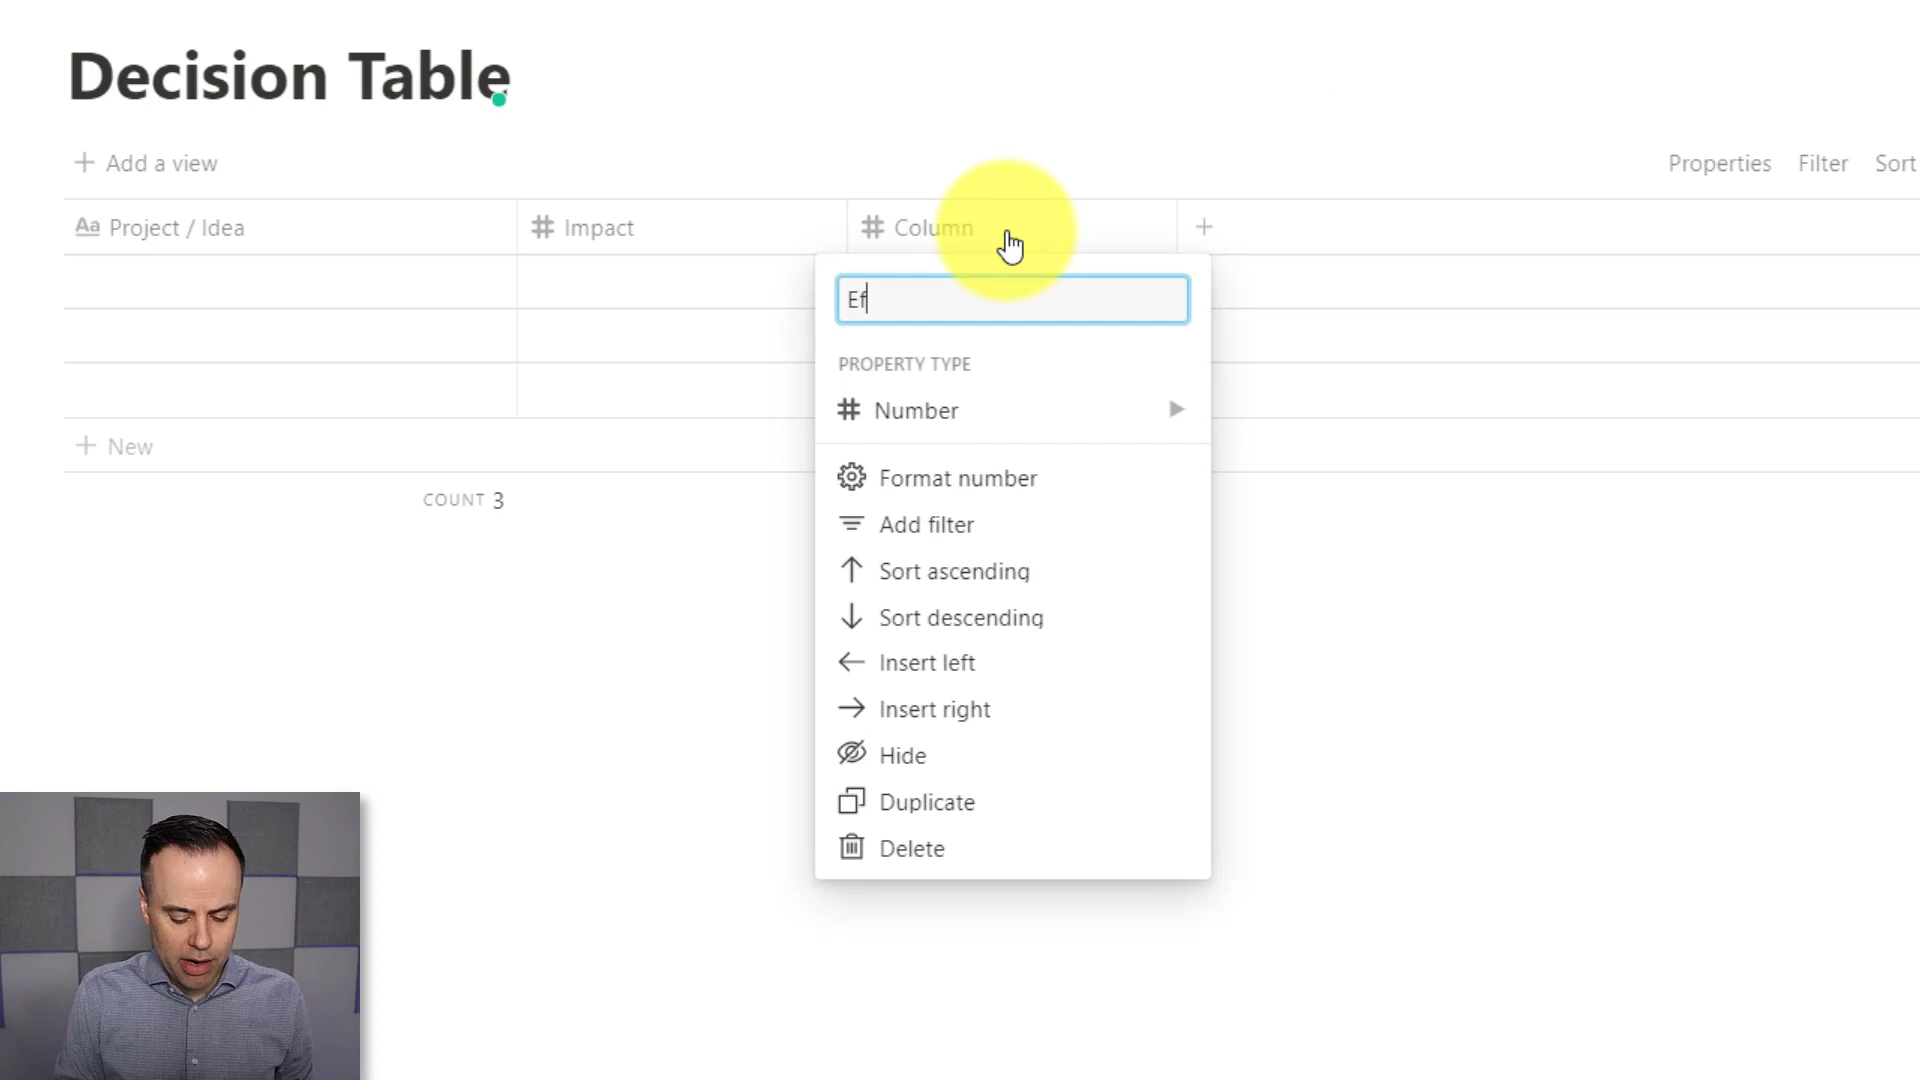 Decision Table
+ Add a view
Properties Filter Sort
Aa Project / Idea
# Impact
# Column
+
Ef
PROPERTY TYPE
# Number
+ New
COUNT 3
Format number
Add filter
Sort ascending
Sort descending
Insert left
Insert right
Hide
Duplicate
Delete